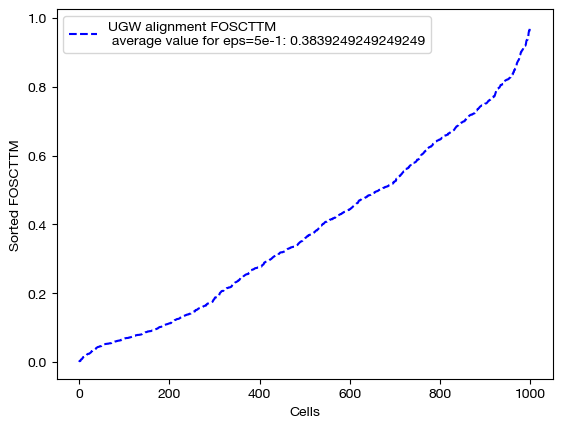 UGW alignment FOSCTTM
average value for eps=5e-1: 0.3839249249249249
1.0
0.8
0.6
0.4
0.2
0.0
Sorted FOSCTTM
0 200 400 600 800 1000
Cells